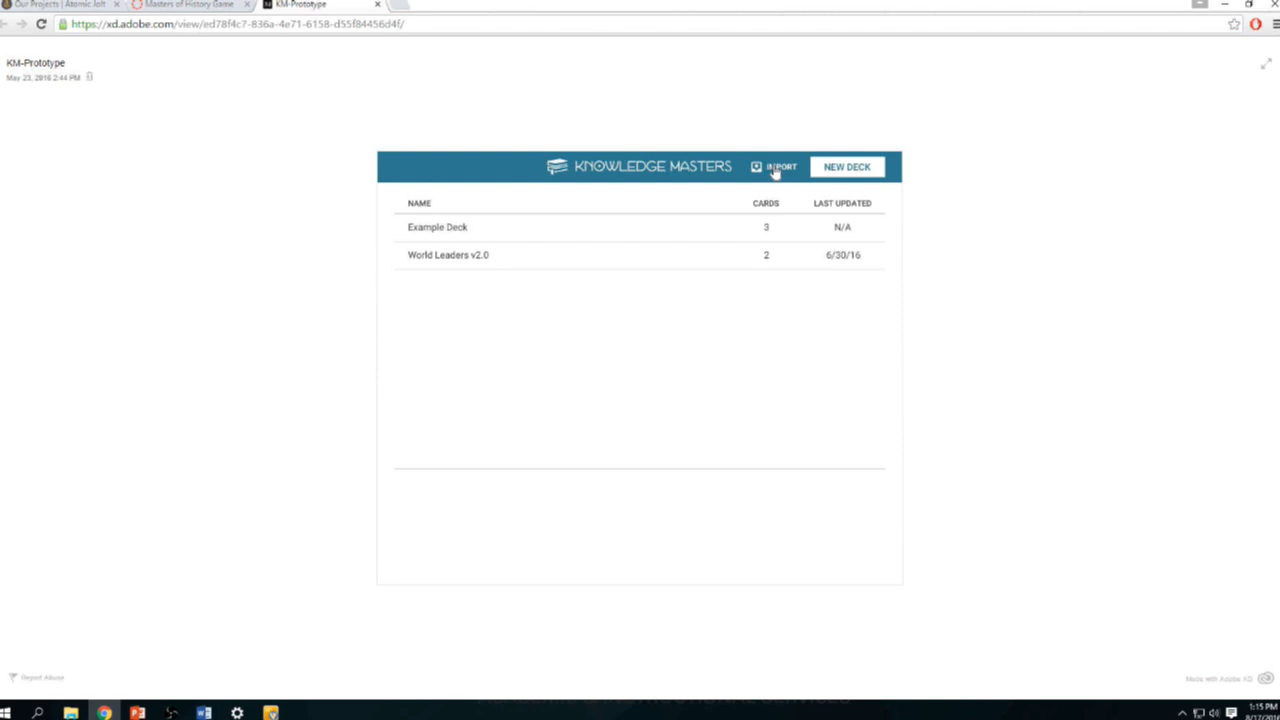 Our Projects | Atomic Jolt Masters of History Game KM-Prototype
https://xd.adobe.com/view/ed78f4c7-836a-4e71-6158-d55f84456d4f/
KM-Prototype
May 23, 2016 2:44 PM
KNOWLEDGE MASTERS IMPORT NEW DECK
NAME CARDS LAST UPDATED
Example Deck 3 N/A
World Leaders v2.0 2 6/30/16
Report Abuse Made with Adobe XD
1:15 PM